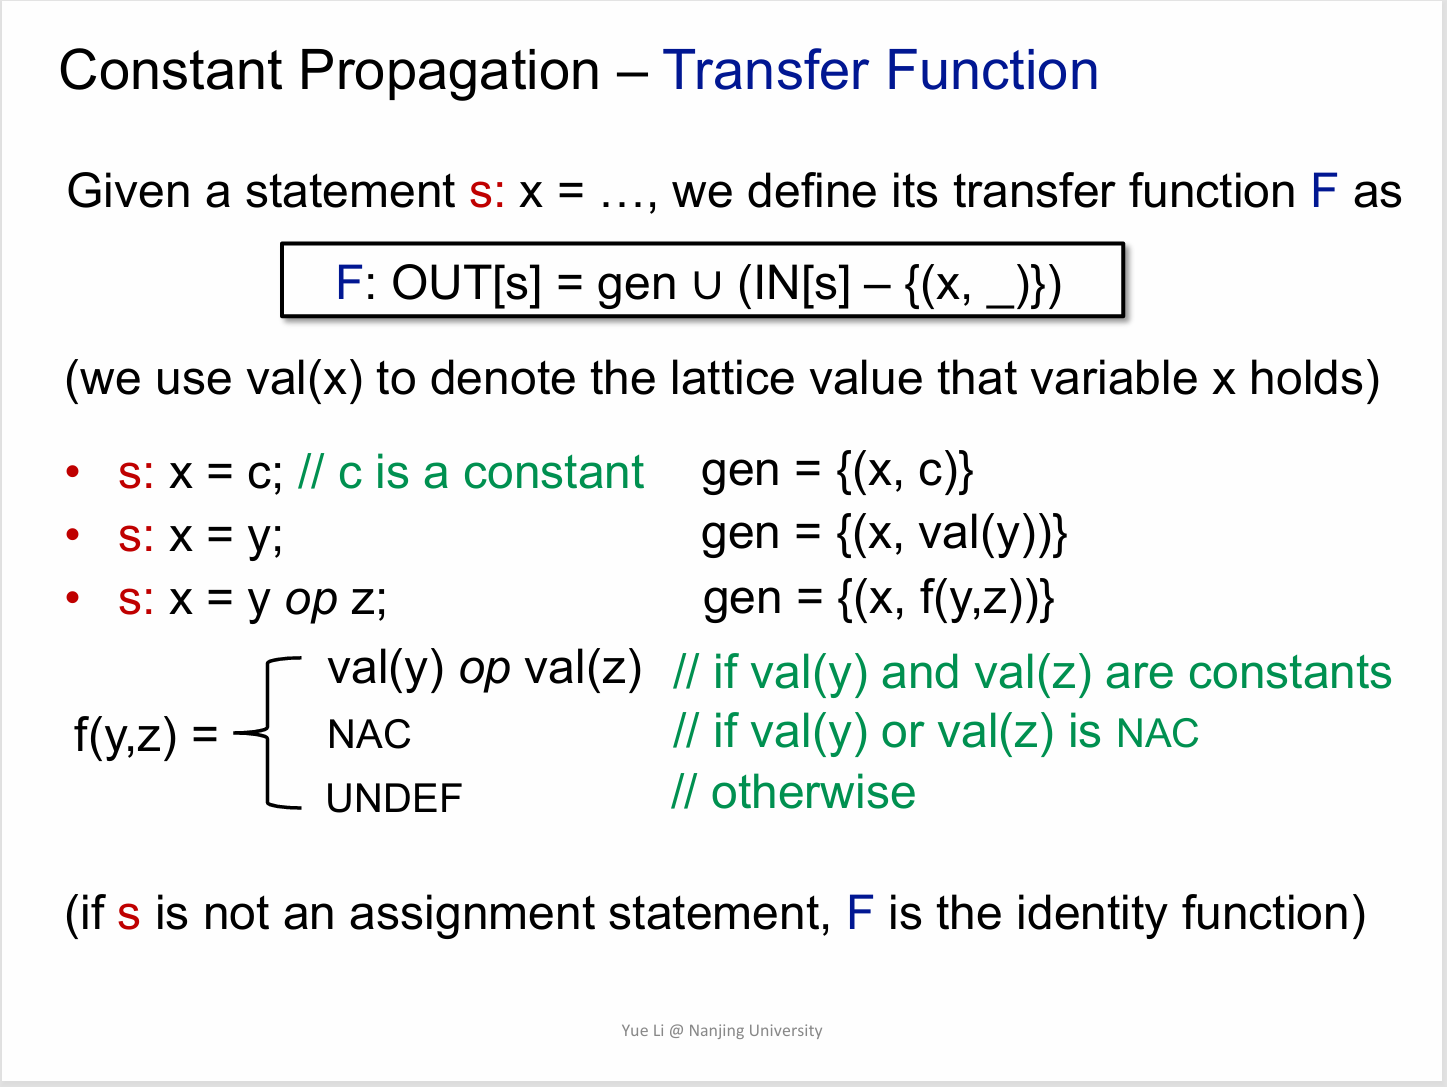 Constant Propagation – Transfer Function
Given a statement s: x = …, we define its transfer function F as
F: OUT[s] = gen ∪ (IN[s] – {(x, _)})
(we use val(x) to denote the lattice value that variable x holds)
• s: x = c; // c is a constant gen = {(x, c)}
• s: x = y; gen = {(x, val(y))}
• s: x = y op z; gen = {(x, f(y,z))}
val(y) op val(z) // if val(y) and val(z) are constants
f(y,z) = NAC // if val(y) or val(z) is NAC
UNDEF // otherwise
(if s is not an assignment statement, F is the identity function)
Yue Li @ Nanjing University